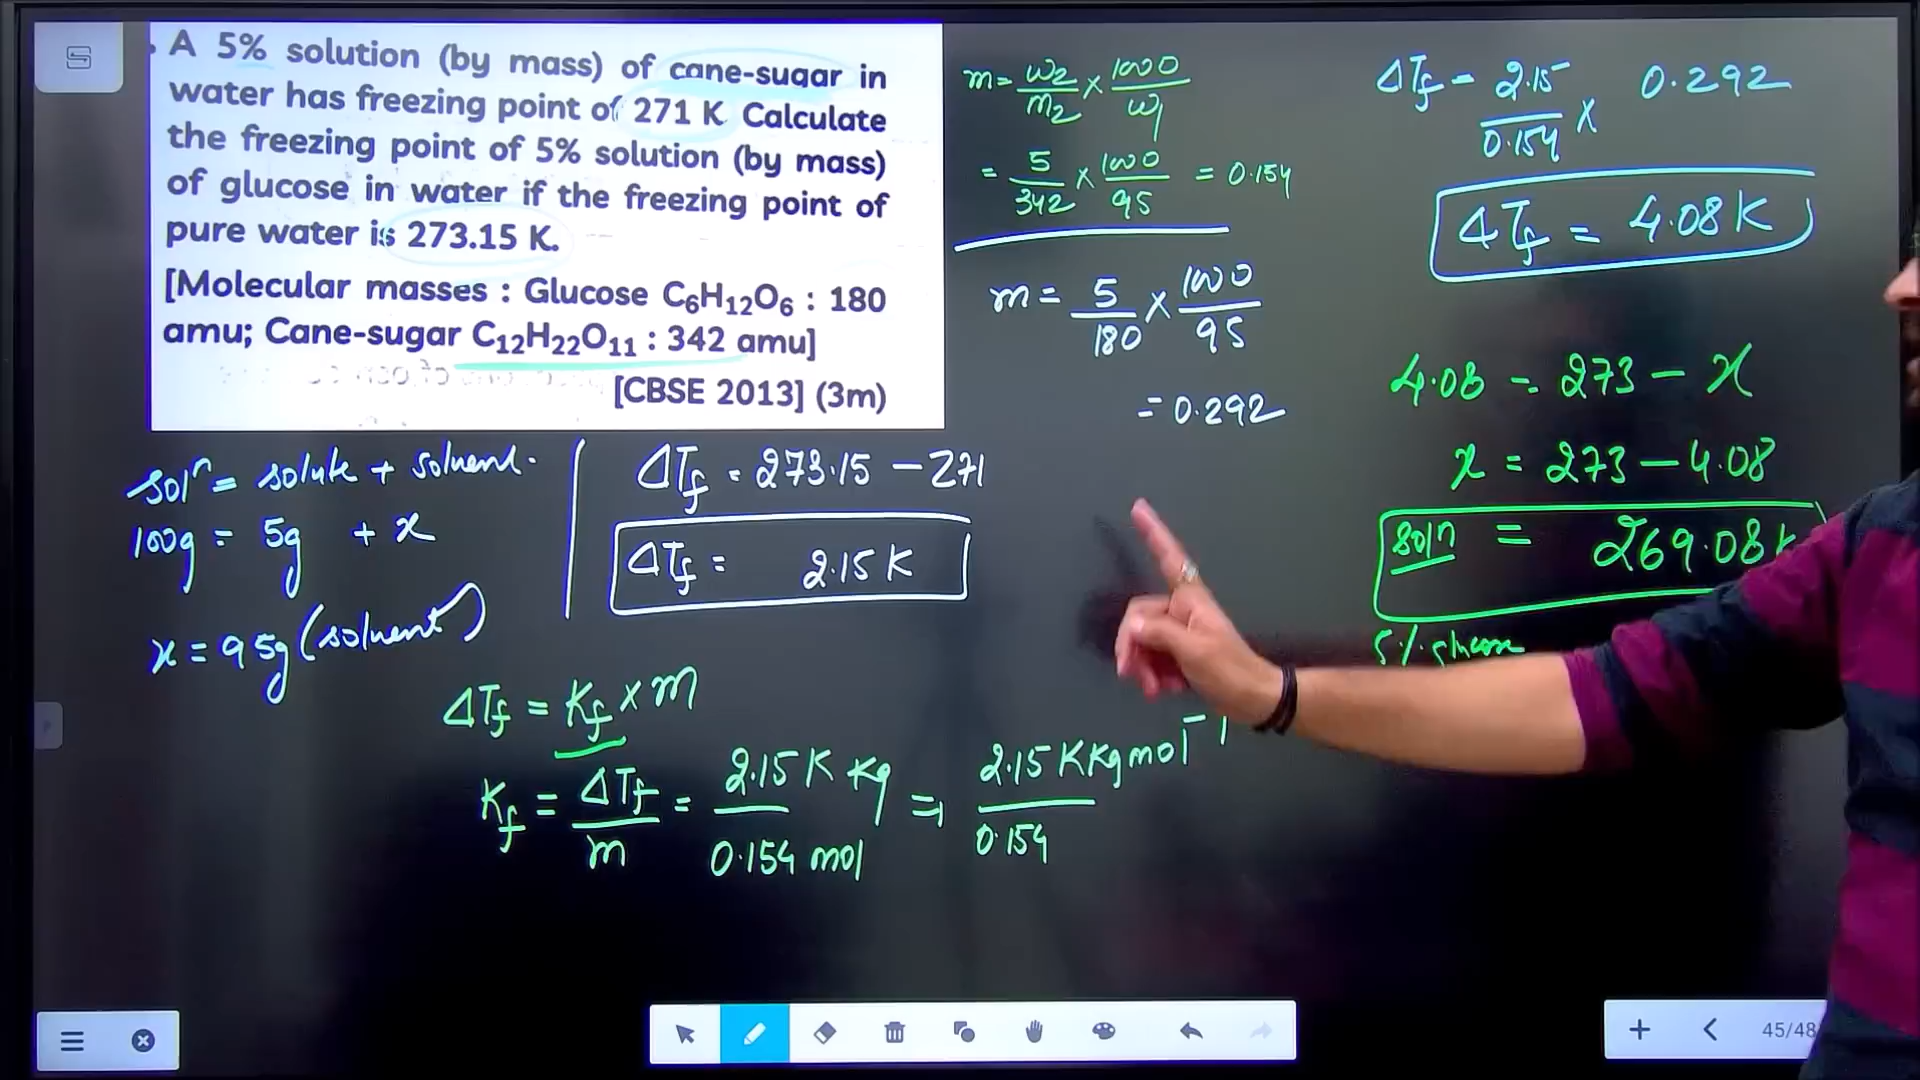 A 5% solution (by mass) of cane-sugar in
water has freezing point of 271 K. Calculate
the freezing point of 5% solution (by mass)
of glucose in water if the freezing point of
pure water is 273.15 K.
[Molecular masses : Glucose C₆H₁₂O₆ : 180
amu; Cane-sugar C₁₂H₂₂O₁₁ : 342 amu]
[CBSE 2013] (3m)
solⁿ = solute + solvent.
100g = 5g + x
x = 95g (solvent)
ΔTf = 273.15 - 271
ΔTf = 2.15 K
ΔTf = Kf × m
Kf = ΔTf/m = 2.15 K kg/0.154 mol ⇒ 2.15 K kg mol⁻¹/0.154
m = w₂/m₂ × 1000/w₁
= 5/342 × 1000/95 = 0.154
m = 5/180 × 1000/95
= 0.292
ΔTf = 2.15/0.154 × 0.292
ΔTf = 4.08 K
4.08 = 273 - x
x = 273 - 4.08
soln = 269.08 K
5% glucose
45/48